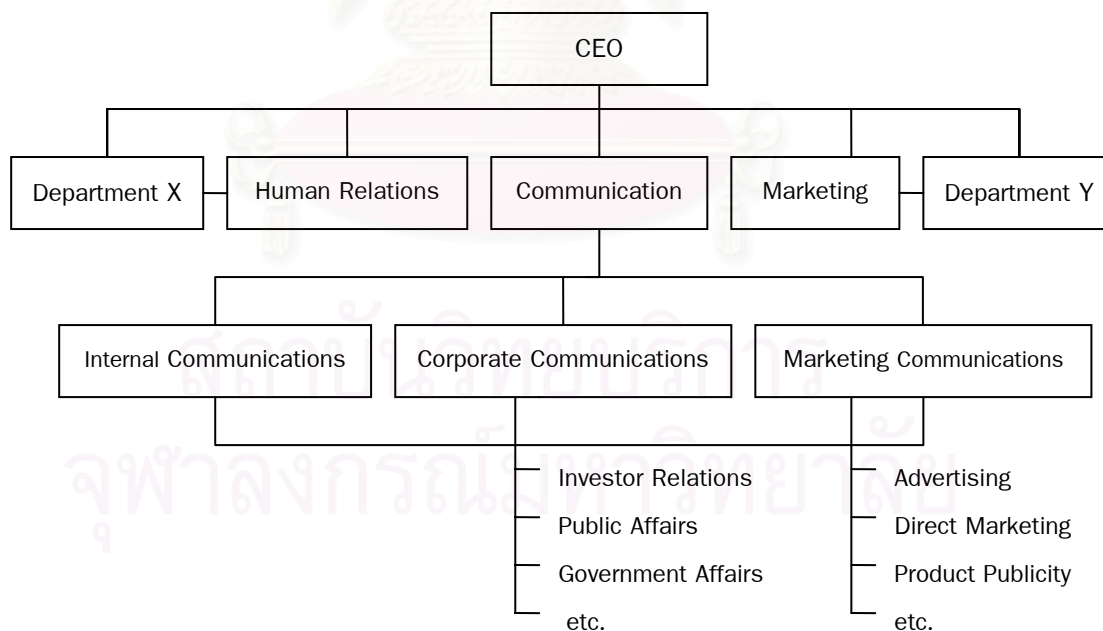 CEO
Department X
Human Relations
Communication
Marketing
Department Y
Internal Communications
Corporate Communications
Marketing Communications
Investor Relations
Public Affairs
Government Affairs
etc.
Advertising
Direct Marketing
Product Publicity
etc.
สถาบันวิทยบริการ
จุฬาลงกรณ์มหาวิทยาลัย